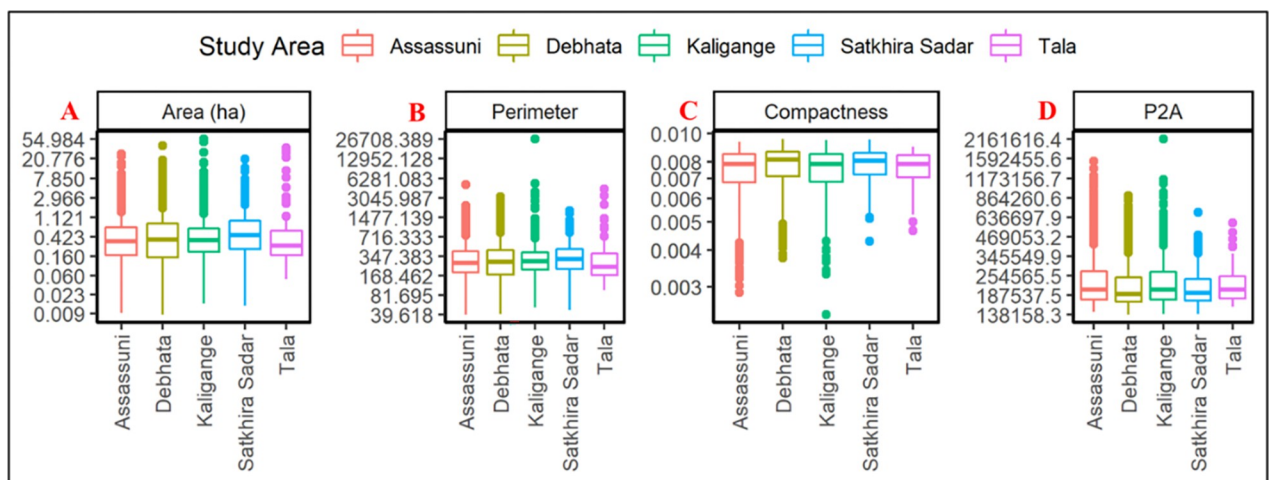 Study Area Assassuni Debhata Kaligange Satkhira Sadar Tala
A Area (ha)
54.984
20.776
7.850
2.966
1.121
0.423
0.160
0.060
0.023
0.009
Assassuni
Debhata
Kaligange
Satkhira Sadar
Tala
B Perimeter
26708.389
12952.128
6281.083
3045.987
1477.139
716.333
347.383
168.462
81.695
39.618
Assassuni
Debhata
Kaligange
Satkhira Sadar
Tala
C Compactness
0.010
0.008
0.007
0.006
0.005
0.004
0.003
Assassuni
Debhata
Kaligange
Satkhira Sadar
Tala
D P2A
2161616.4
1592455.6
1173156.7
864260.6
636697.9
469053.2
345549.9
254565.5
187537.5
138158.3
Assassuni
Debhata
Kaligange
Satkhira Sadar
Tala